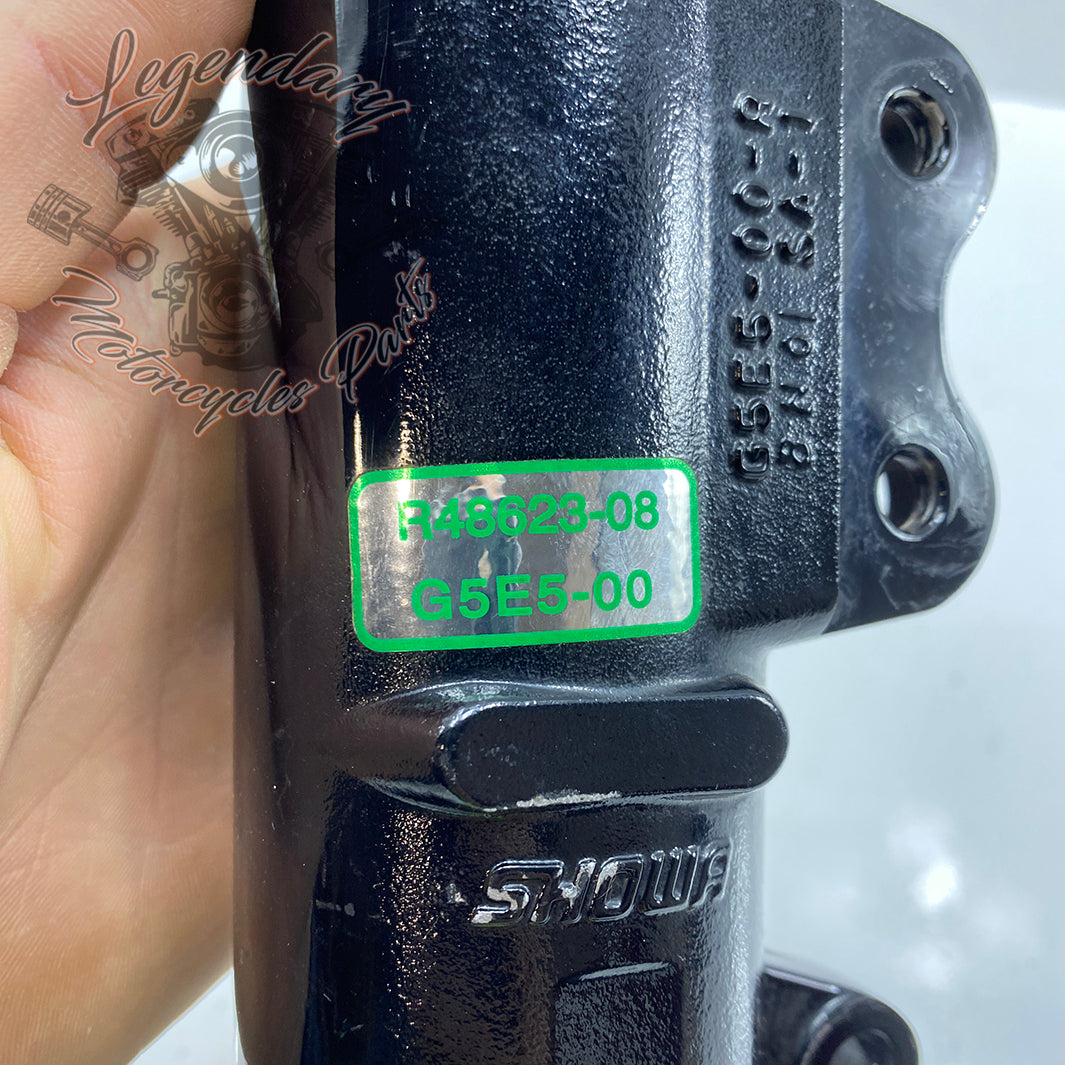 Legendary
Motorcycles Parts
G5E5-00-A
R48623-08
G5E5-00
SHOWA